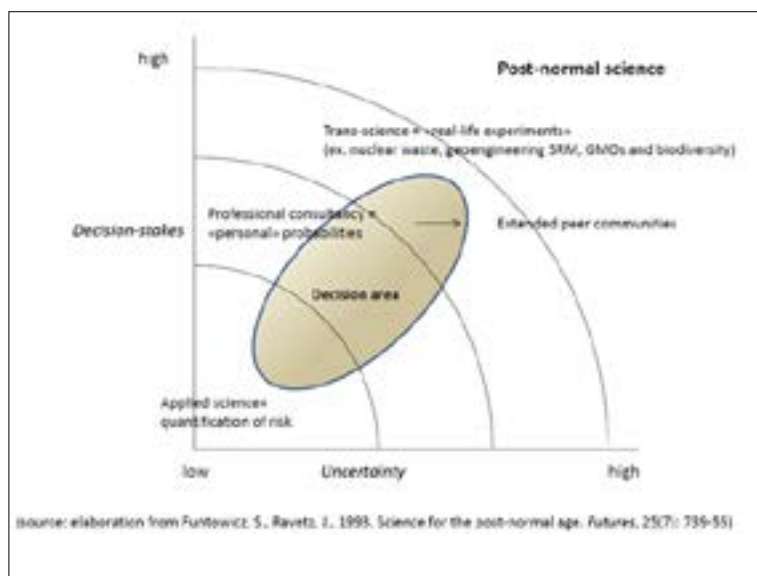 high
Post-normal science
Trans-science = «real-life experiments»
(ex. nuclear waste, geoengineering SRM, GMOs and biodiversity)
Professional consultancy =
«personal» probabilities
Decision-stakes
Extended peer communities
Decision area
Applied science=
quantification of risk
low
Uncertainty
high
(source: elaboration from Funtowicz, S., Ravetz, J., 1993. Science for the post-normal age. Futures, 25(7): 739-55)